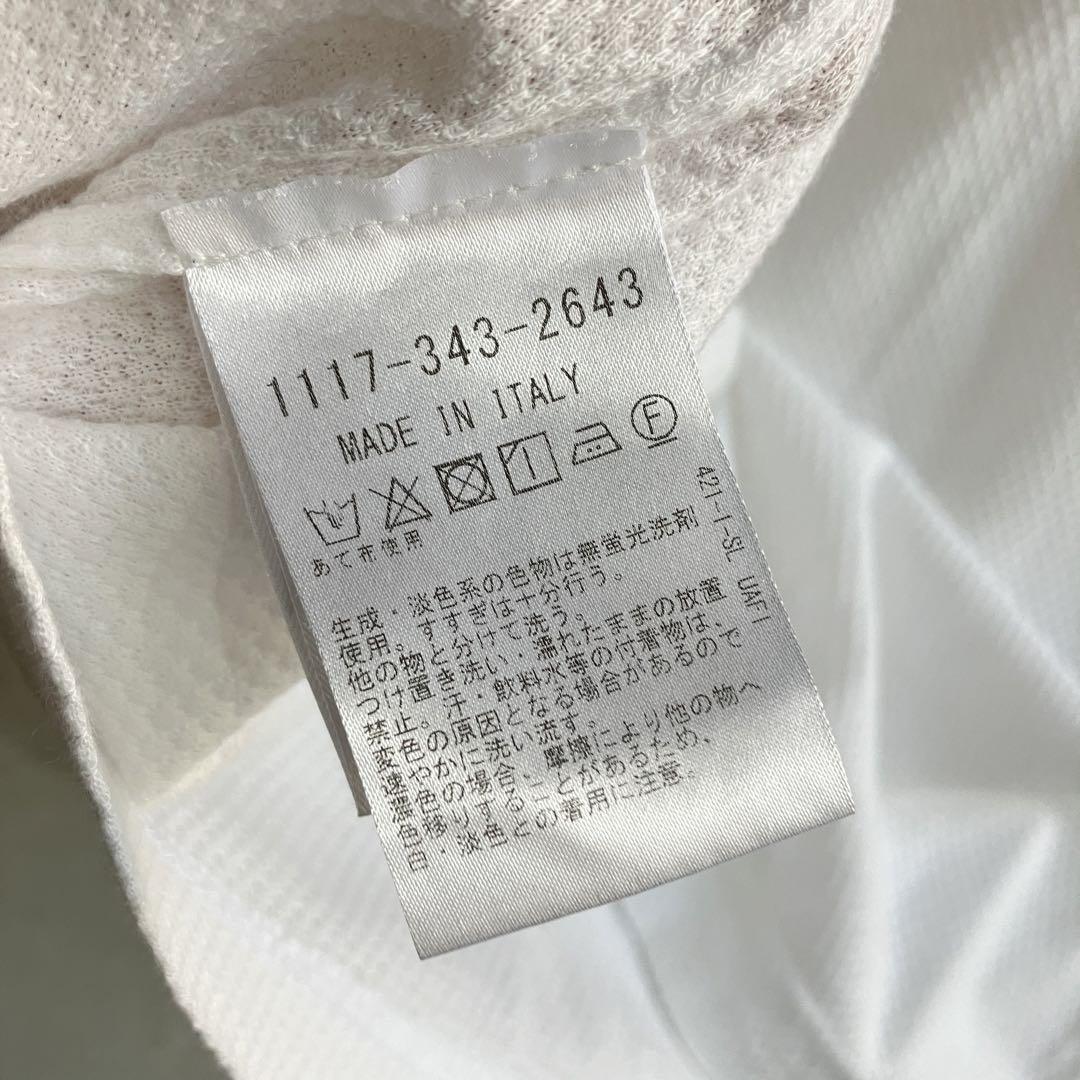 1117-343-2643
MADE IN ITALY
F
あて布使用
生成・淡色系の色物は無蛍光洗剤
使用。すすぎは十分行う。
他の物と分けて洗う。
つけ置き洗い・濡れたままの放置
禁止。汗・飲料水等の付着物は、
変色の原因となる場合があるので
速やかに洗い流す。
濃色の場合、摩擦により他の物へ
色移りすることがあるため、
白・淡色との着用に注意。
421-I-SL UAF1